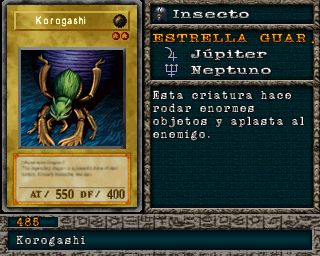 Korogashi
AT/ 550 DF/ 400
Insecto
ESTRELLA GUAR.
Júpiter
Neptuno
Esta criatura hace
rodar enormes
objetos y aplasta al
enemigo.
485
Korogashi